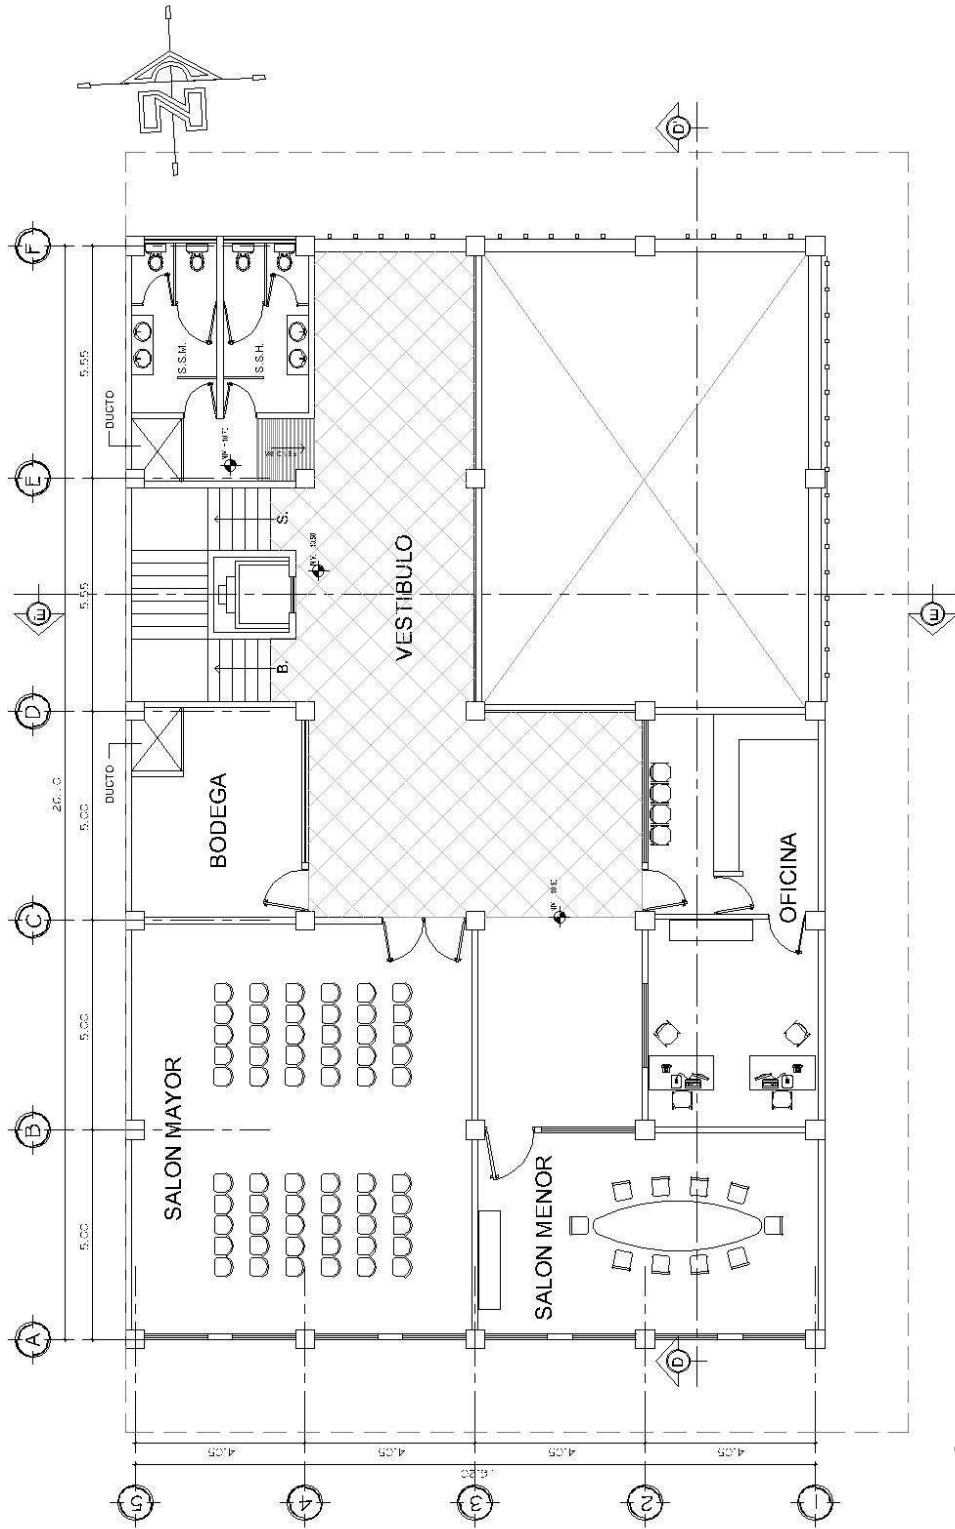 A
B
C
D
E
F
5.00
5.00
5.00
5.55
5.55
5
4
3
2
4.05
4.05
4.05
4.05
E
E
D
D'
N
DUCTO
DUCTO
S.S.M.
S.S.H.
B.
S.
BODEGA
VESTIBULO
SALON MAYOR
SALON MENOR
OFICINA